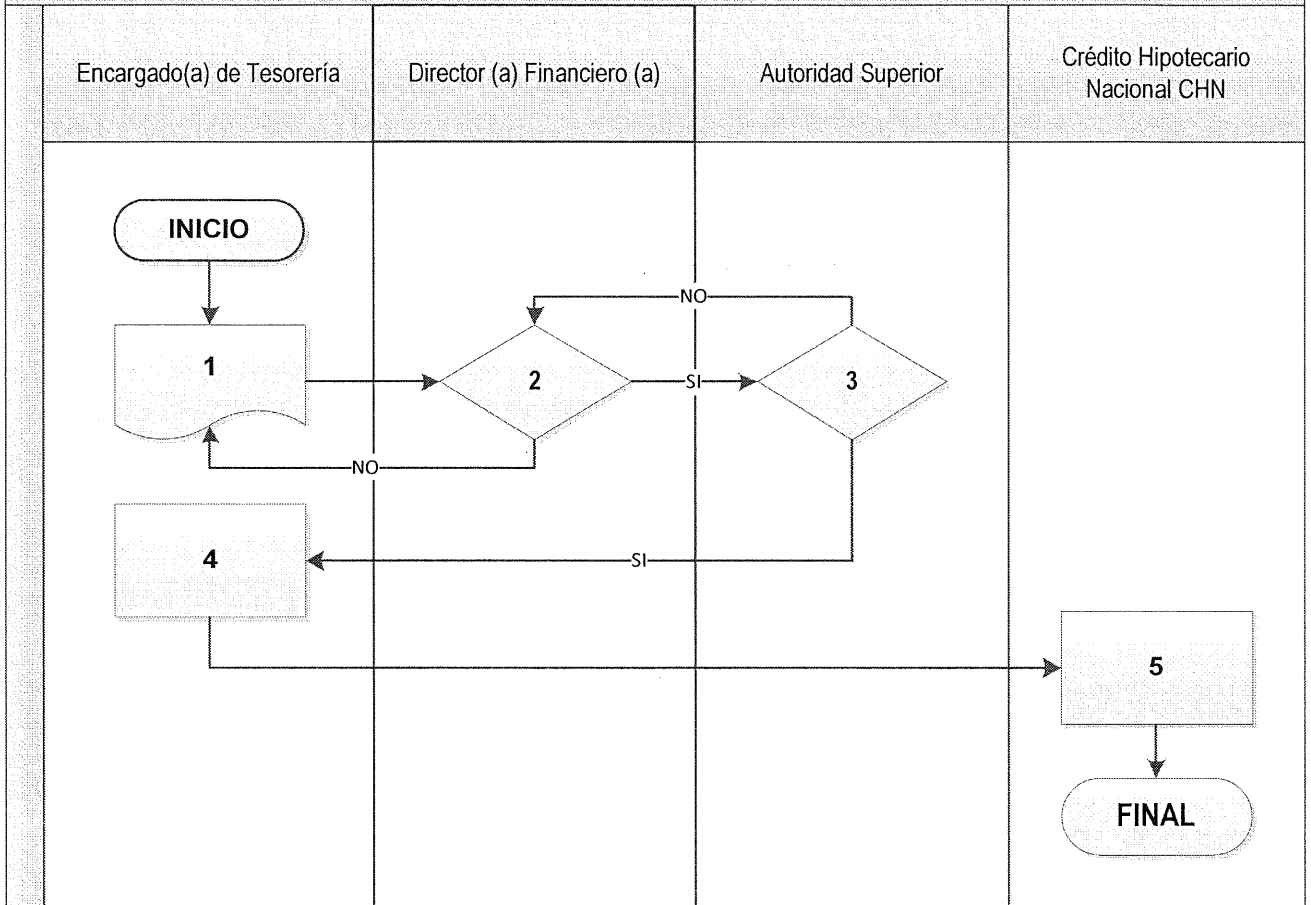 Encargado(a) de Tesorería
Director (a) Financiero (a)
Autoridad Superior
Crédito Hipotecario
Nacional CHN
INICIO
NO
1
2
SI
3
NO
4
SI
5
FINAL